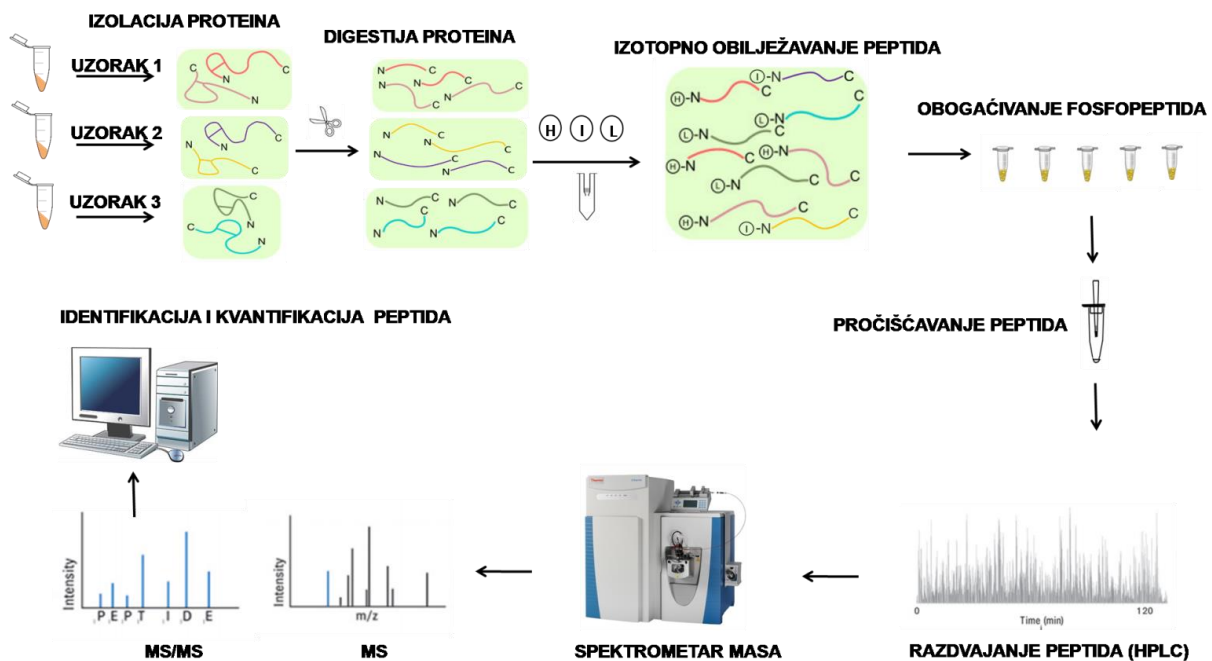 IZOLACIJA PROTEINA
DIGESTIJA PROTEINA
IZOTOPNO OBILJEŽAVANJE PEPTIDA
OBOGAĆIVANJE FOSFOPEPTIDA
UZORAK 1
UZORAK 2
UZORAK 3
C
N
C
N
N
C
N
C
C
N
C
N
N
C
N
C
N
C
N
C
N
C
N
C
N
C
N
C
N
C
N
C
H I L
H-N
C
I-N
C
L-N
C
L-N
C
H-N
C
H-N
C
L-N
C
H-N
C
I-N
C
PROČIŠĆAVANJE PEPTIDA
IDENTIFIKACIJA I KVANTIFIKACIJA PEPTIDA
Intensity
P E P T I D E
MS/MS
Intensity
m/z
MS
SPEKTROMETAR MASA
0
120
Time (min)
RAZDVAJANJE PEPTIDA (HPLC)